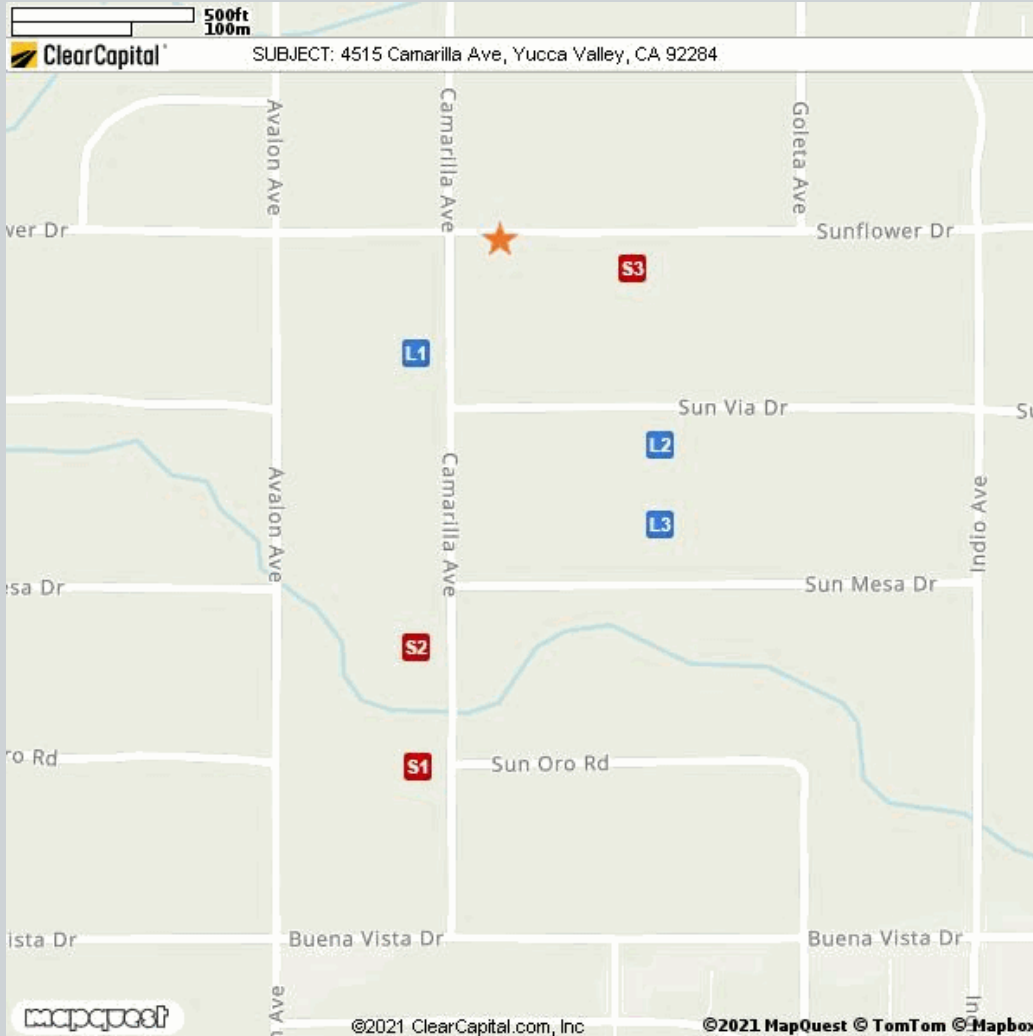 500ft
100m
ClearCapital
SUBJECT: 4515 Camarilla Ave, Yucca Valley, CA 92284
Avalon Ave
Camarilla Ave
Goleta Ave
wer Dr
Sunflower Dr
S3
L1
Sun Via Dr
Su
L2
Avalon Ave
Camarilla Ave
Indio Ave
L3
esa Dr
Sun Mesa Dr
S2
ro Rd
S1
Sun Oro Rd
ista Dr
Buena Vista Dr
Buena Vista Dr
Ave
Ind
mapquest
©2021 ClearCapital.com, Inc
©2021 MapQuest © TomTom © Mapbox